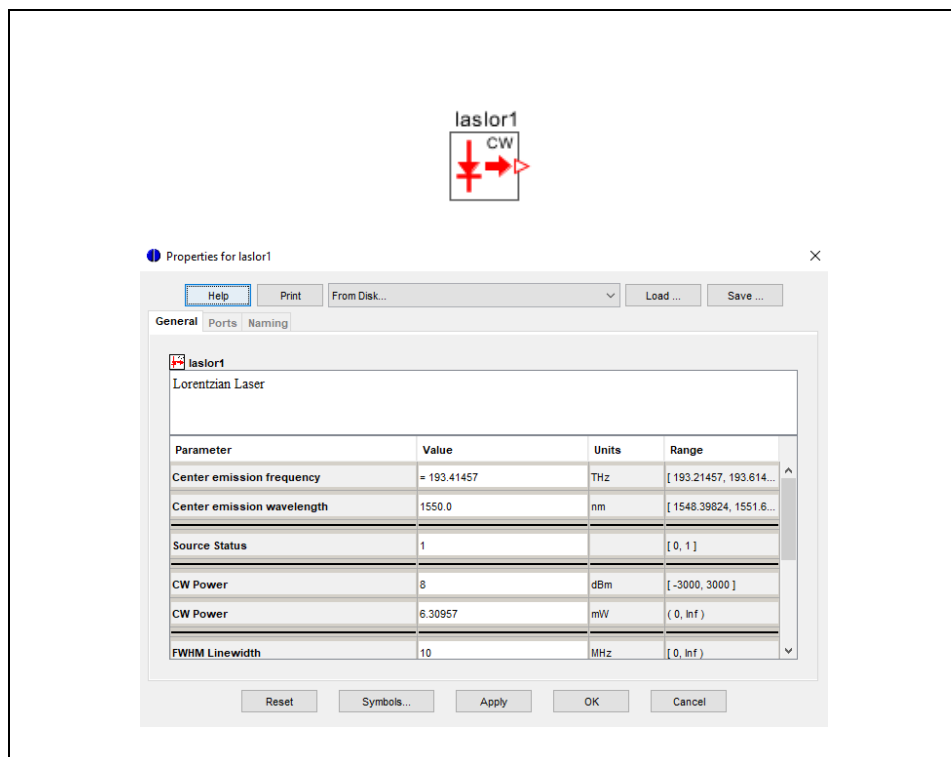 laslor1
CW
Properties for laslor1
Help Print From Disk... Load ... Save ...
General Ports Naming
laslor1
Lorentzian Laser
Parameter Value Units Range
Center emission frequency = 193.41457 THz [ 193.21457, 193.614...
Center emission wavelength 1550.0 nm [ 1548.39824, 1551.6...
Source Status 1 [ 0, 1 ]
CW Power 8 dBm [ -3000, 3000 ]
CW Power 6.30957 mW ( 0, Inf )
FWHM Linewidth 10 MHz [ 0, Inf )
Reset Symbols... Apply OK Cancel